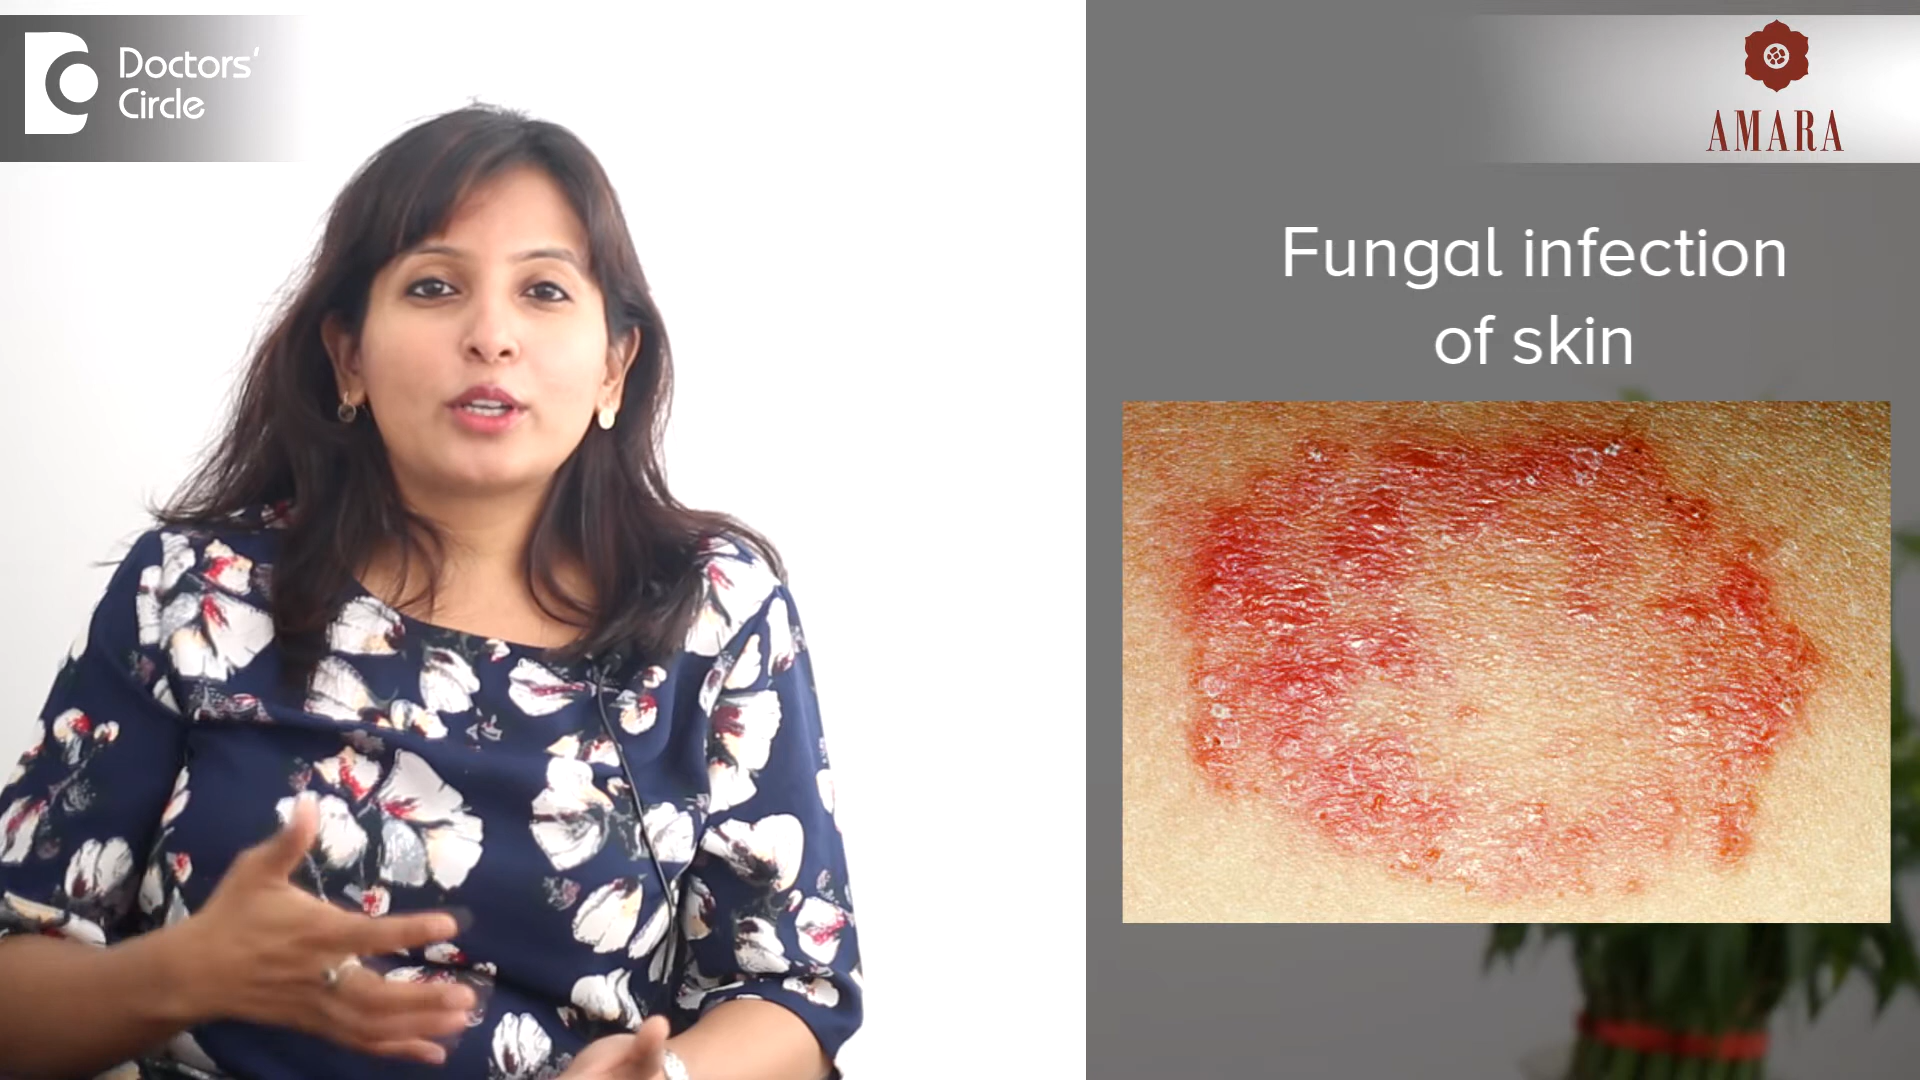 Doctors'
Circle
AMARA
Fungal infection
of skin